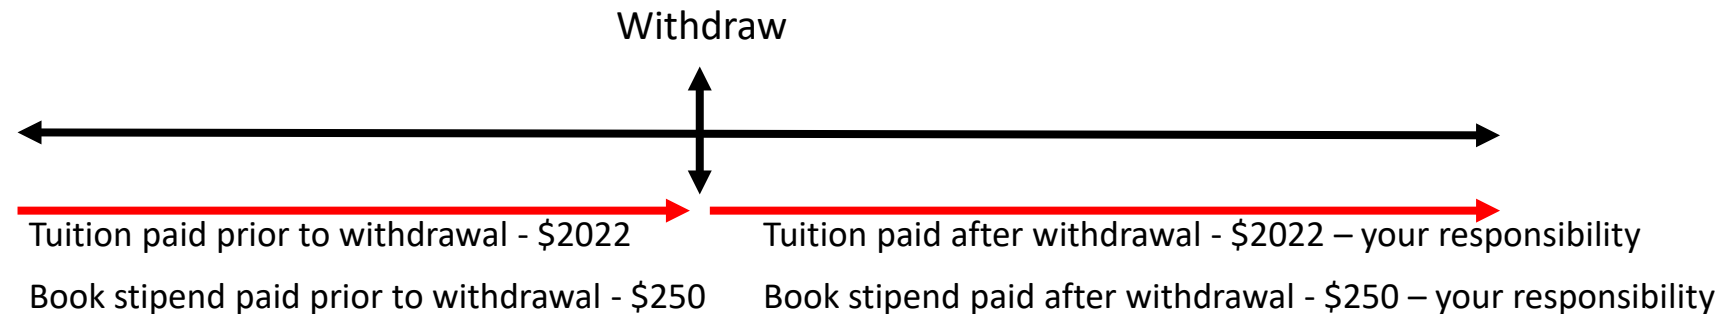 Withdraw
Tuition paid prior to withdrawal - $2022
Tuition paid after withdrawal - $2022 – your responsibility
Book stipend paid prior to withdrawal - $250
Book stipend paid after withdrawal - $250 – your responsibility